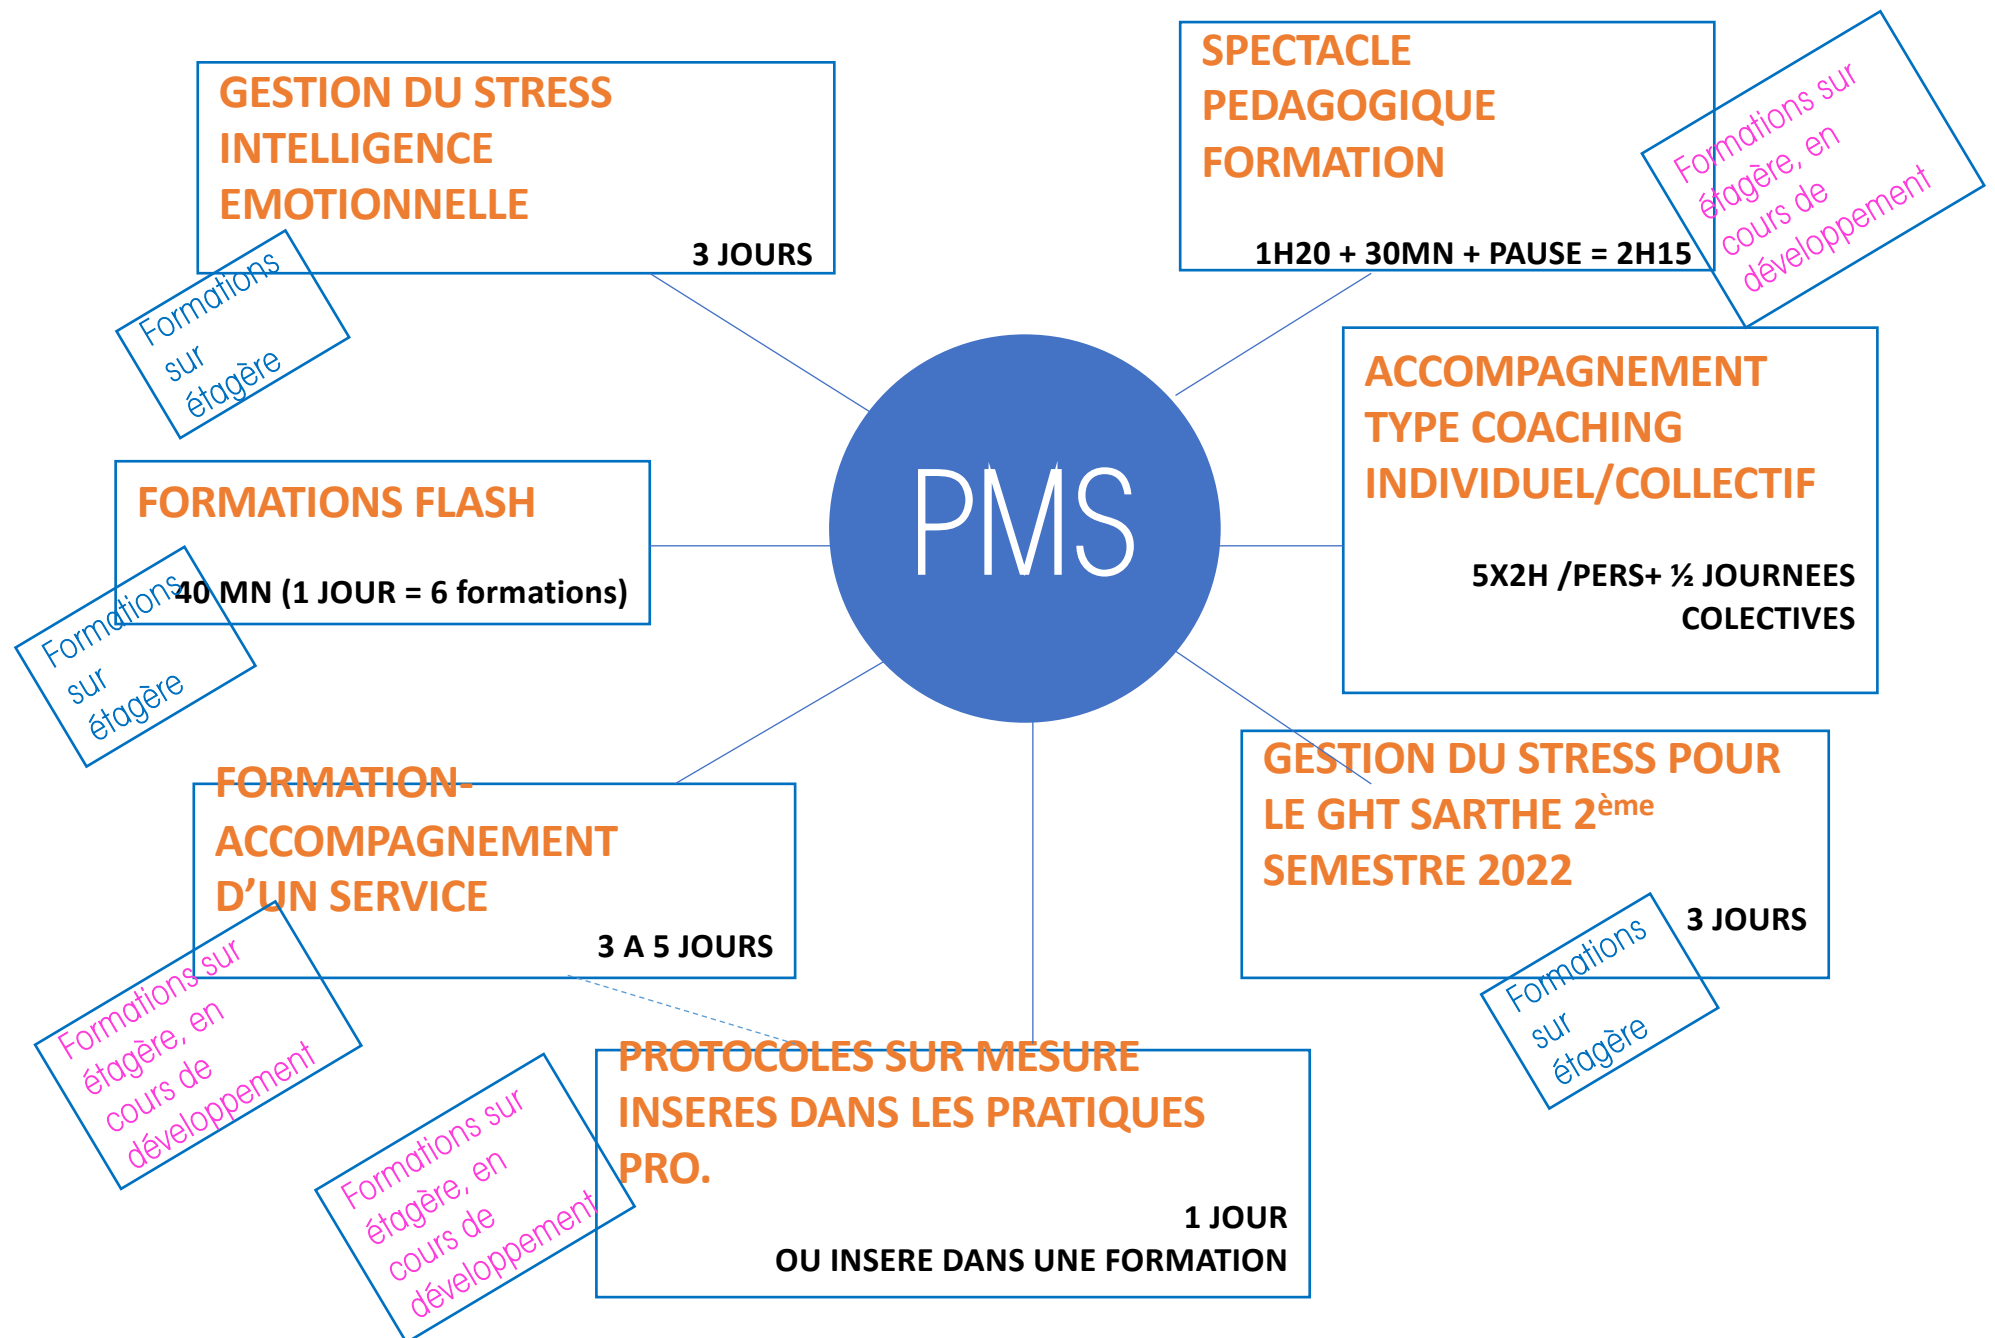 GESTION DU STRESS
INTELLIGENCE
EMOTIONNELLE
3 JOURS
Formations
sur
étagère
SPECTACLE
PEDAGOGIQUE
FORMATION
1H20 + 30MN + PAUSE = 2H15
Formations sur
étagère, en
cours de
développement
FORMATIONS FLASH
40 MN (1 JOUR = 6 formations)
Formations
sur
étagère
PMS
ACCOMPAGNEMENT
TYPE COACHING
INDIVIDUEL/COLLECTIF
5X2H /PERS+ ½ JOURNEES
COLECTIVES
FORMATION-
ACCOMPAGNEMENT
D’UN SERVICE
3 A 5 JOURS
Formations sur
étagère, en
cours de
développement
GESTION DU STRESS POUR
LE GHT SARTHE 2ème
SEMESTRE 2022
3 JOURS
Formations
sur
étagère
PROTOCOLES SUR MESURE
INSERES DANS LES PRATIQUES
PRO.
1 JOUR
OU INSERE DANS UNE FORMATION
Formations sur
étagère, en
cours de
développement